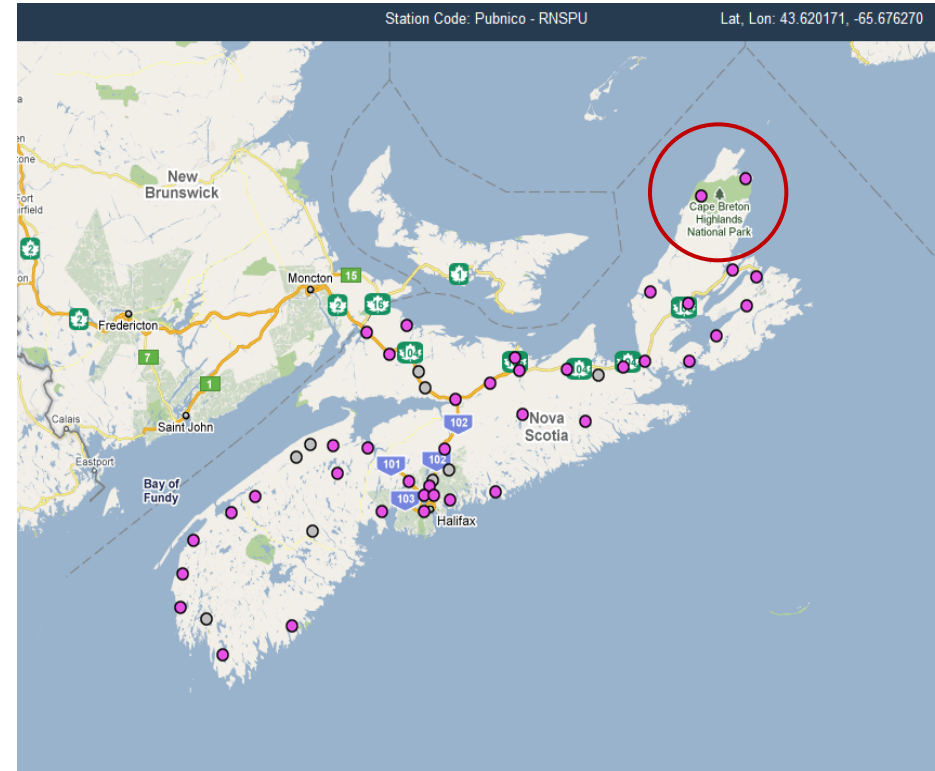 Station Code: Pubnico - RNSPU
Lat, Lon: 43.620171, -65.676270
New
Brunswick
Cape Breton
Highlands
National Park
2
15
1
Moncton
2
16
2
Fredericton
104
7
1
Saint John
Calais
Nova
Scotia
102
Eastport
101
102
Bay of
Fundy
103
Halifax